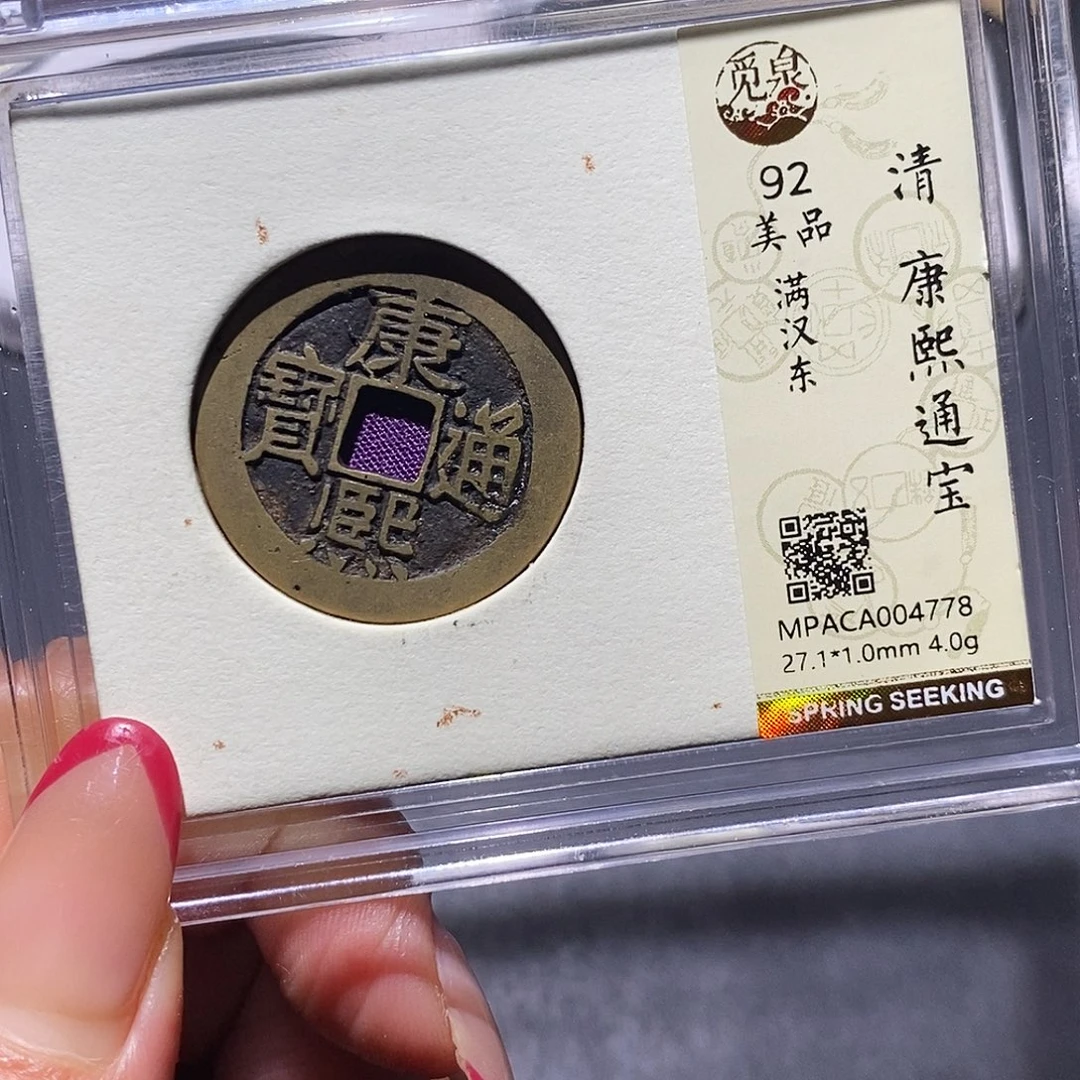 康熙通寶
觅泉
92
美品
满汉东
清 康熙通宝
MPACA004778
27.1*1.0mm 4.0g
SPRING SEEKING